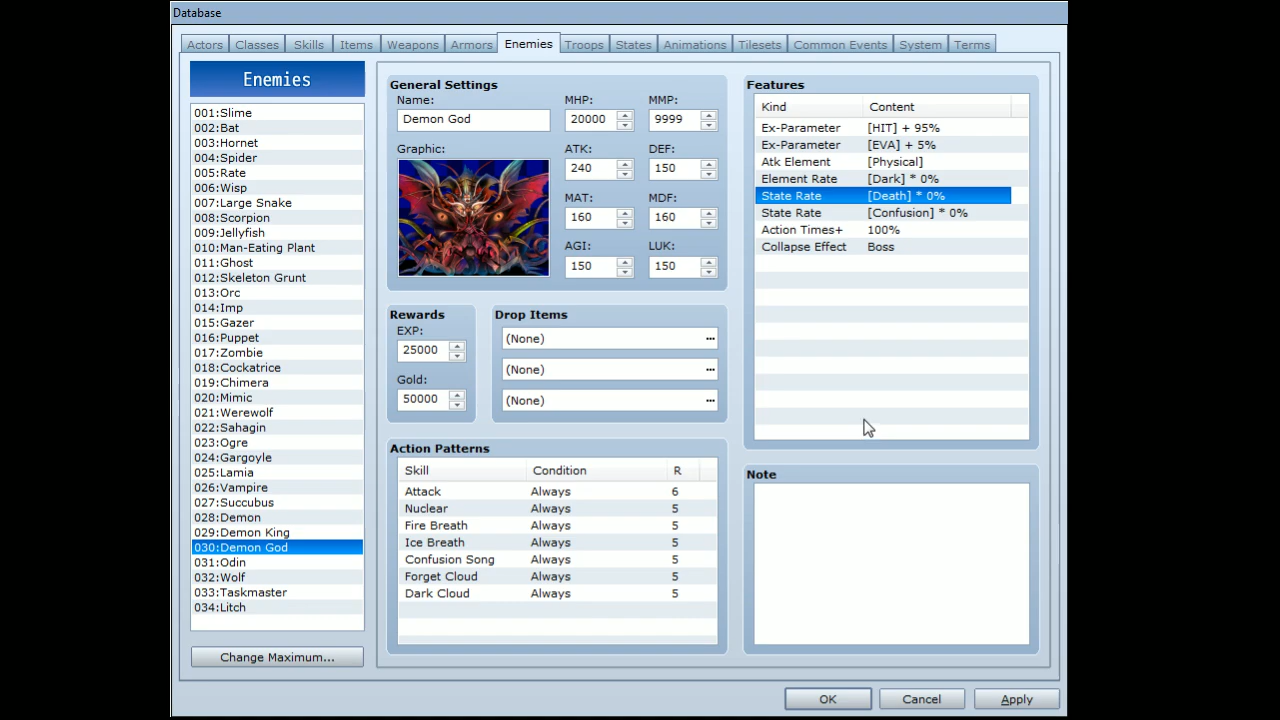 Database
Actors Classes Skills Items Weapons Armors Enemies Troops States Animations Tilesets Common Events System Terms
Enemies
001:Slime
002:Bat
003:Hornet
004:Spider
005:Rate
006:Wisp
007:Large Snake
008:Scorpion
009:Jellyfish
010:Man-Eating Plant
011:Ghost
012:Skeleton Grunt
013:Orc
014:Imp
015:Gazer
016:Puppet
017:Zombie
018:Cockatrice
019:Chimera
020:Mimic
021:Werewolf
022:Sahagin
023:Ogre
024:Gargoyle
025:Lamia
026:Vampire
027:Succubus
028:Demon
029:Demon King
030:Demon God
031:Odin
032:Wolf
033:Taskmaster
034:Litch
Change Maximum...
General Settings
Name: MHP: MMP:
Demon God 20000 9999
Graphic: ATK: DEF:
240 150
MAT: MDF:
160 160
AGI: LUK:
150 150
Rewards
EXP:
25000
Gold:
50000
Drop Items
(None) ...
(None) ...
(None) ...
Action Patterns
Skill Condition R
Attack Always 6
Nuclear Always 5
Fire Breath Always 5
Ice Breath Always 5
Confusion Song Always 5
Forget Cloud Always 5
Dark Cloud Always 5
Features
Kind Content
Ex-Parameter [HIT] + 95%
Ex-Parameter [EVA] + 5%
Atk Element [Physical]
Element Rate [Dark] * 0%
State Rate [Death] * 0%
State Rate [Confusion] * 0%
Action Times+ 100%
Collapse Effect Boss
Note
OK Cancel Apply